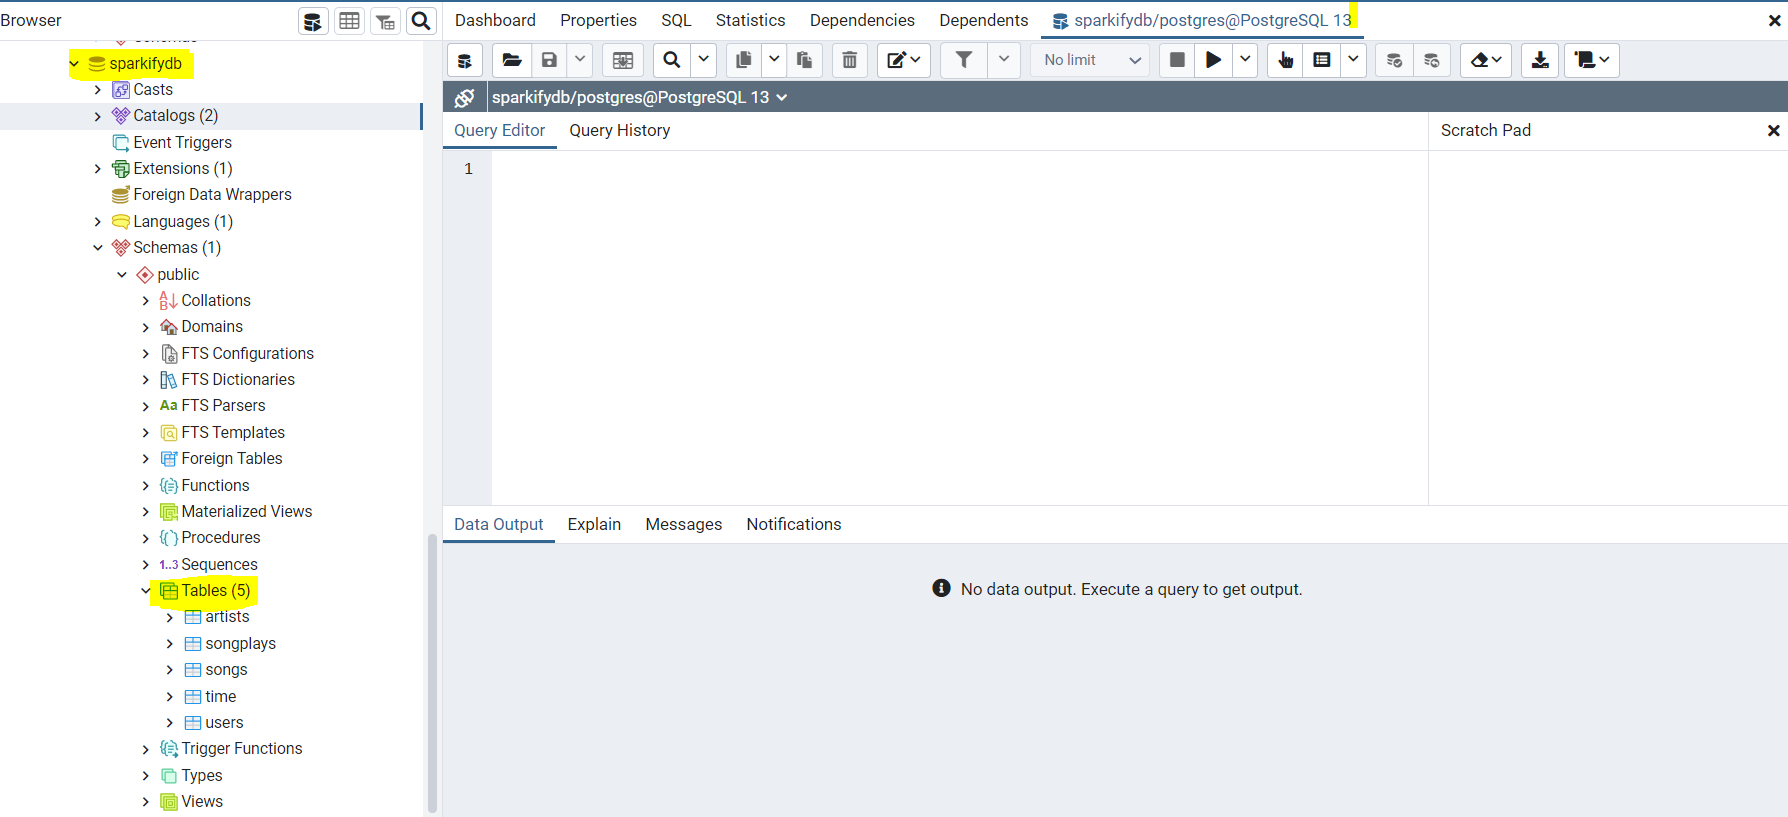 Browser
Dashboard Properties SQL Statistics Dependencies Dependents sparkifydb/postgres@PostgreSQL 13
sparkifydb
Casts
Catalogs (2)
Event Triggers
Extensions (1)
Foreign Data Wrappers
Languages (1)
Schemas (1)
public
Collations
Domains
FTS Configurations
FTS Dictionaries
Aa FTS Parsers
FTS Templates
Foreign Tables
Functions
Materialized Views
Procedures
1..3 Sequences
Tables (5)
artists
songplays
songs
time
users
Trigger Functions
Types
Views
No limit
sparkifydb/postgres@PostgreSQL 13
Query Editor Query History
Scratch Pad
1
Data Output Explain Messages Notifications
No data output. Execute a query to get output.